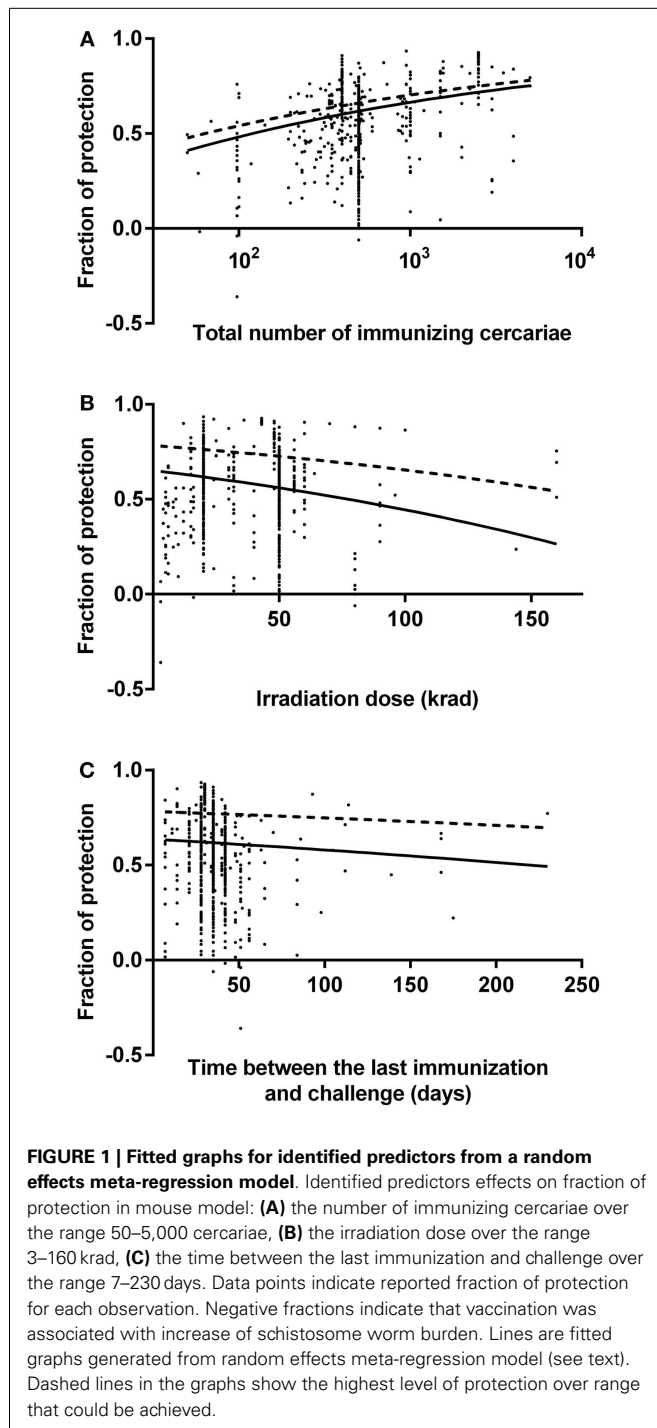 A
1.0
0.5
0.0
-0.5
Fraction of protection
10²
10³
10⁴
Total number of immunizing cercariae
B
1.0
0.5
0.0
-0.5
Fraction of protection
50
100
150
Irradiation dose (krad)
C
1.0
0.5
0.0
-0.5
Fraction of protection
50
100
150
200
250
Time between the last immunization
and challenge (days)
FIGURE 1 | Fitted graphs for identified predictors from a random
effects meta-regression model. Identified predictors effects on fraction of
protection in mouse model: (A) the number of immunizing cercariae over
the range 50–5,000 cercariae, (B) the irradiation dose over the range
3–160 krad, (C) the time between the last immunization and challenge over
the range 7–230 days. Data points indicate reported fraction of protection
for each observation. Negative fractions indicate that vaccination was
associated with increase of schistosome worm burden. Lines are fitted
graphs generated from random effects meta-regression model (see text).
Dashed lines in the graphs show the highest level of protection over range
that could be achieved.